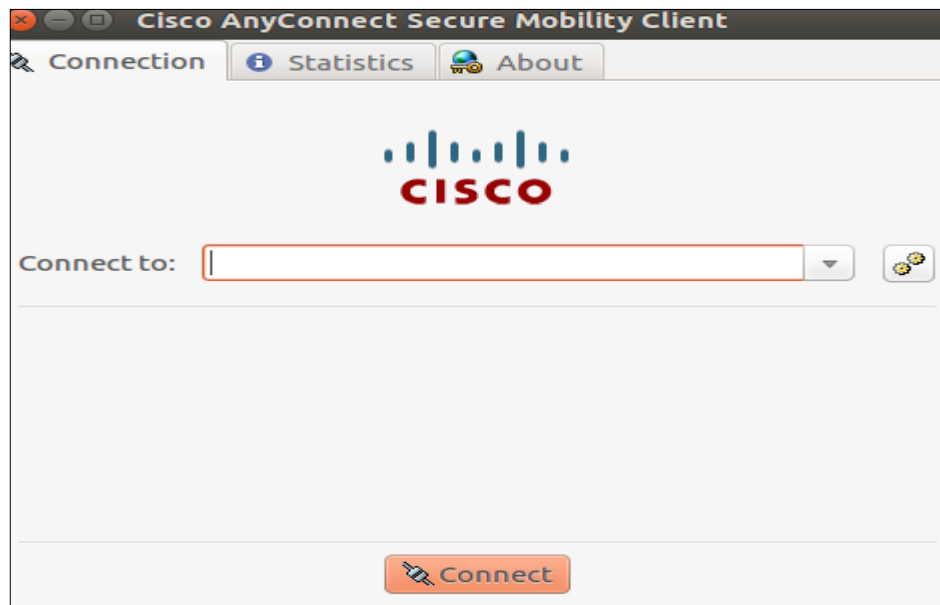 Cisco AnyConnect Secure Mobility Client
Connection Statistics About
CISCO
Connect to:
Connect